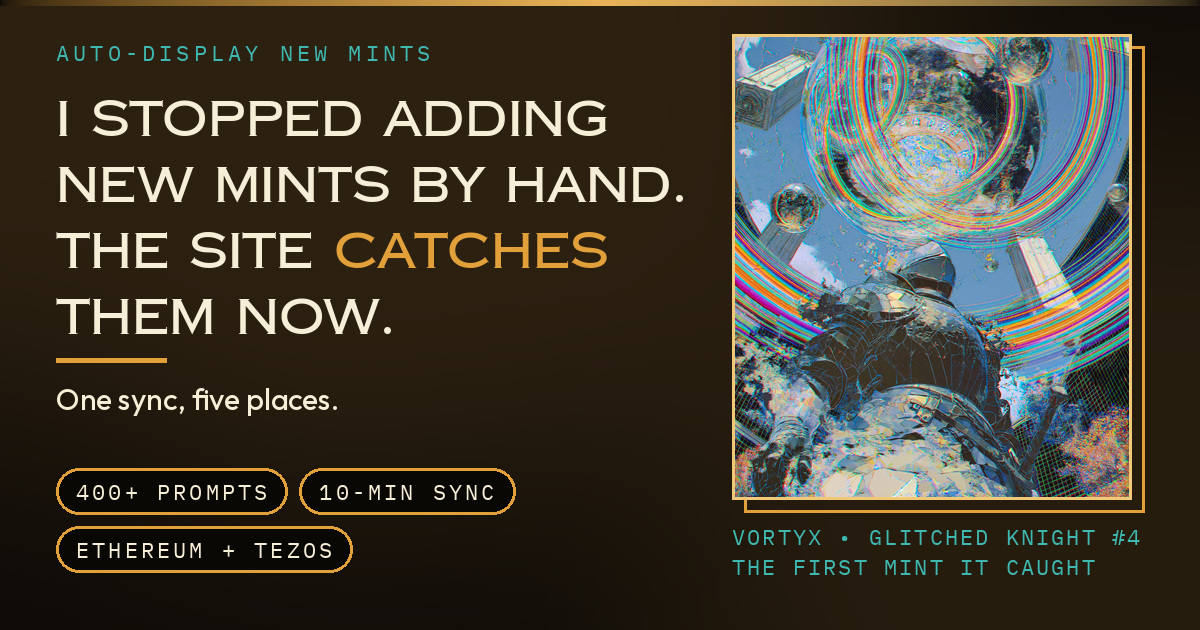 AUTO-DISPLAY NEW MINTS
I STOPPED ADDING
NEW MINTS BY HAND.
THE SITE CATCHES
THEM NOW.
One sync, five places.
400+ PROMPTS
10-MIN SYNC
ETHEREUM + TEZOS
VORTYX • GLITCHED KNIGHT #4
THE FIRST MINT IT CAUGHT